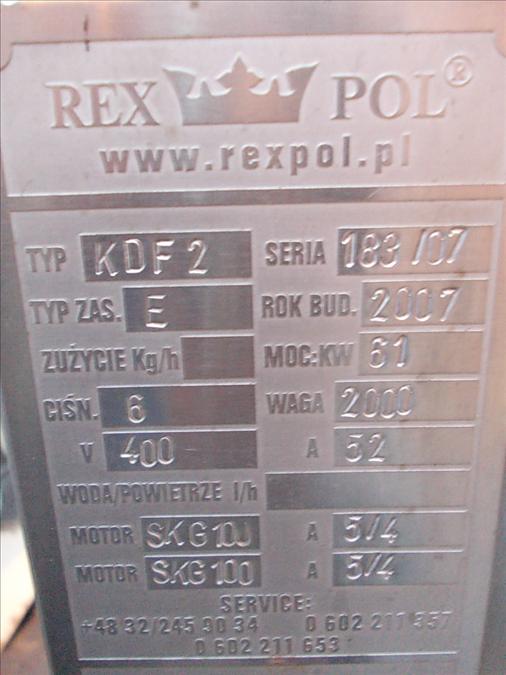 REX POL®
www.rexpol.pl
TYP KDF2 SERIA 183/07
TYP ZAS. E ROK BUD. 2007
ZUŻYCIE Kg/h MOC:KW 61
CIŚN. 6 WAGA 2000
V 400 A 52
WODA/POWIETRZE l/h
MOTOR SKG100 A 5/4
MOTOR SKG100 A 5/4
SERVICE:
+48 32/245 90 34 0 602 211 557
0 602 211 653